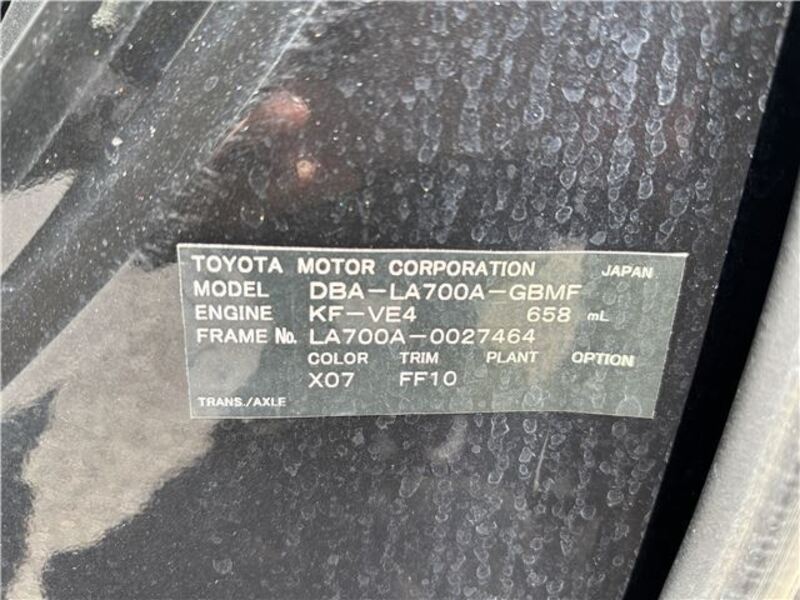 TOYOTA MOTOR CORPORATION JAPAN
MODEL DBA-LA700A-GBMF
ENGINE KF-VE4 658 mL
FRAME No. LA700A-0027464
COLOR TRIM PLANT OPTION
X07 FF10
TRANS./AXLE